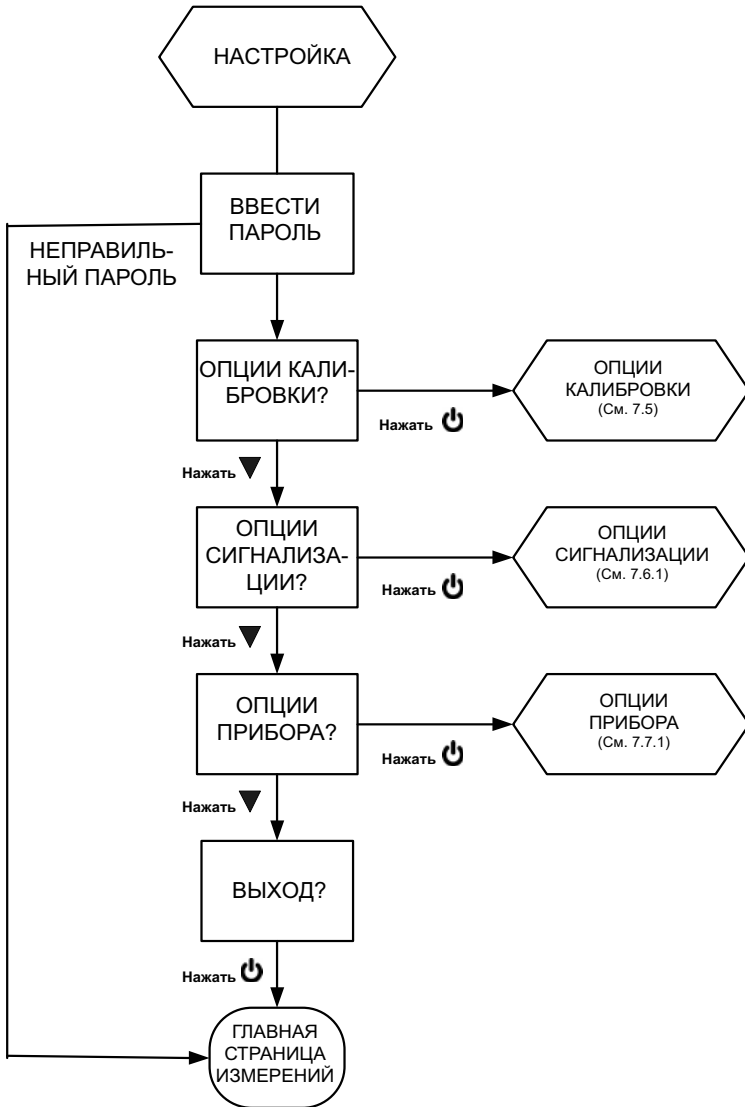 НАСТРОЙКА
ВВЕСТИ
ПАРОЛЬ
НЕПРАВИЛЬ-
НЫЙ ПАРОЛЬ
ОПЦИИ КАЛИ-
БРОВКИ?
Нажать
ОПЦИИ
КАЛИБРОВКИ
(См. 7.5)
Нажать
ОПЦИИ
СИГНАЛИЗА-
ЦИИ?
Нажать
ОПЦИИ
СИГНАЛИЗАЦИИ
(См. 7.6.1)
Нажать
ОПЦИИ
ПРИБОРА?
Нажать
ОПЦИИ
ПРИБОРА
(См. 7.7.1)
Нажать
ВЫХОД?
Нажать
ГЛАВНАЯ
СТРАНИЦА
ИЗМЕРЕНИЙ